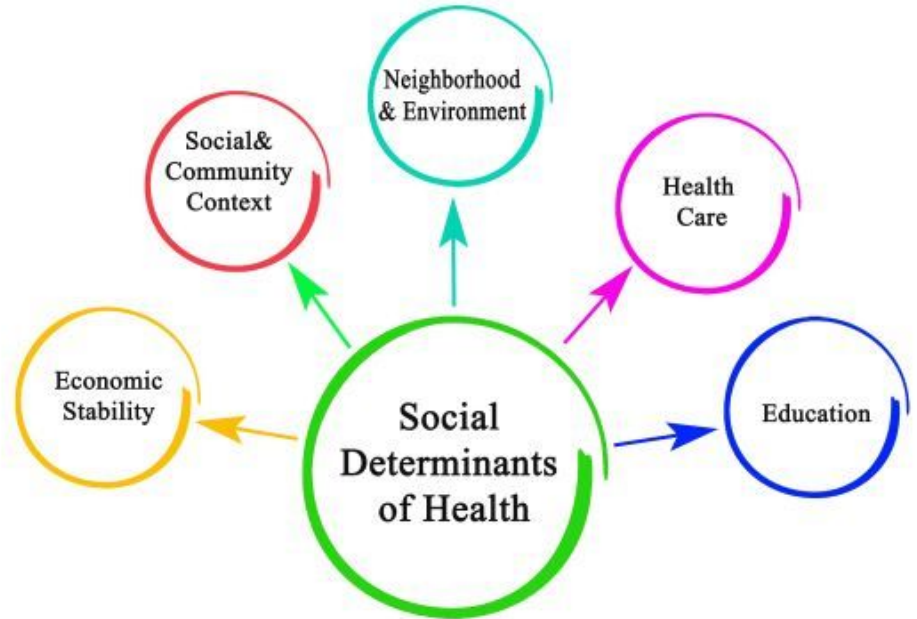 Neighborhood
& Environment
Social&
Community
Context
Health
Care
Economic
Stability
Education
Social
Determinants
of Health